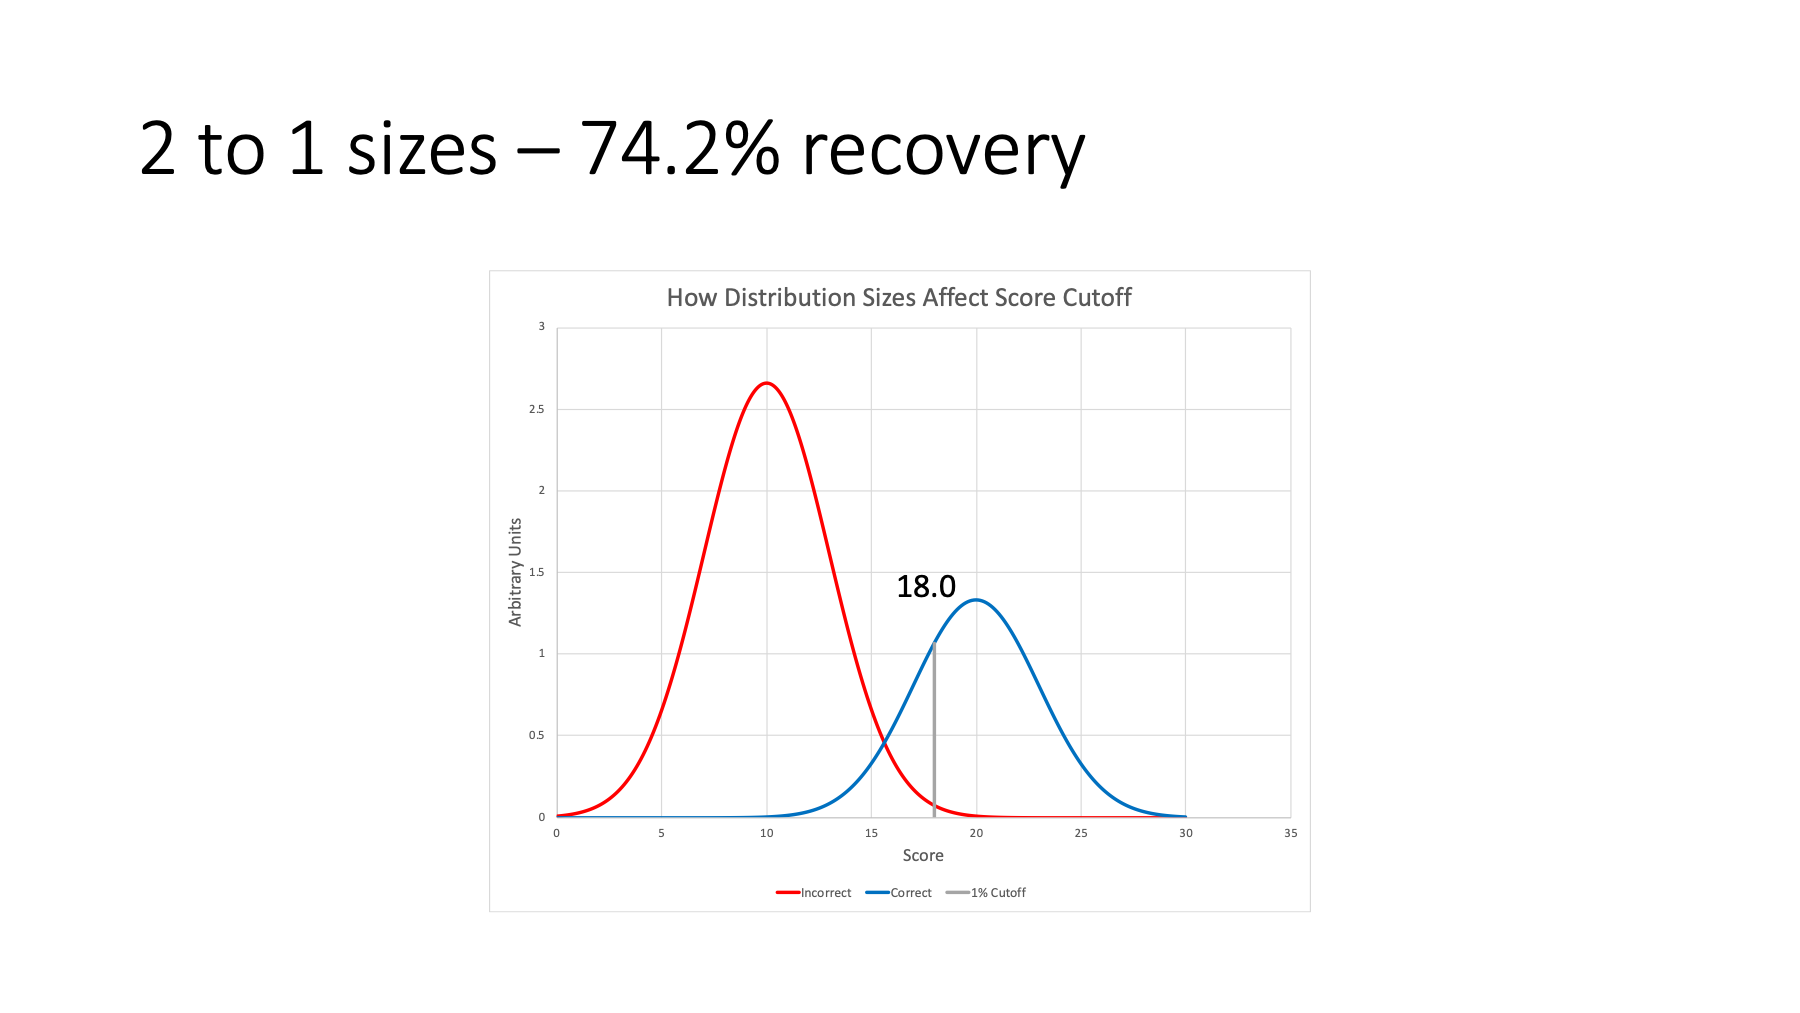 2 to 1 sizes – 74.2% recovery
How Distribution Sizes Affect Score Cutoff
3
2.5
2
1.5
1
0.5
0
Arbitrary Units
18.0
0 5 10 15 20 25 30 35
Score
Incorrect Correct 1% Cutoff